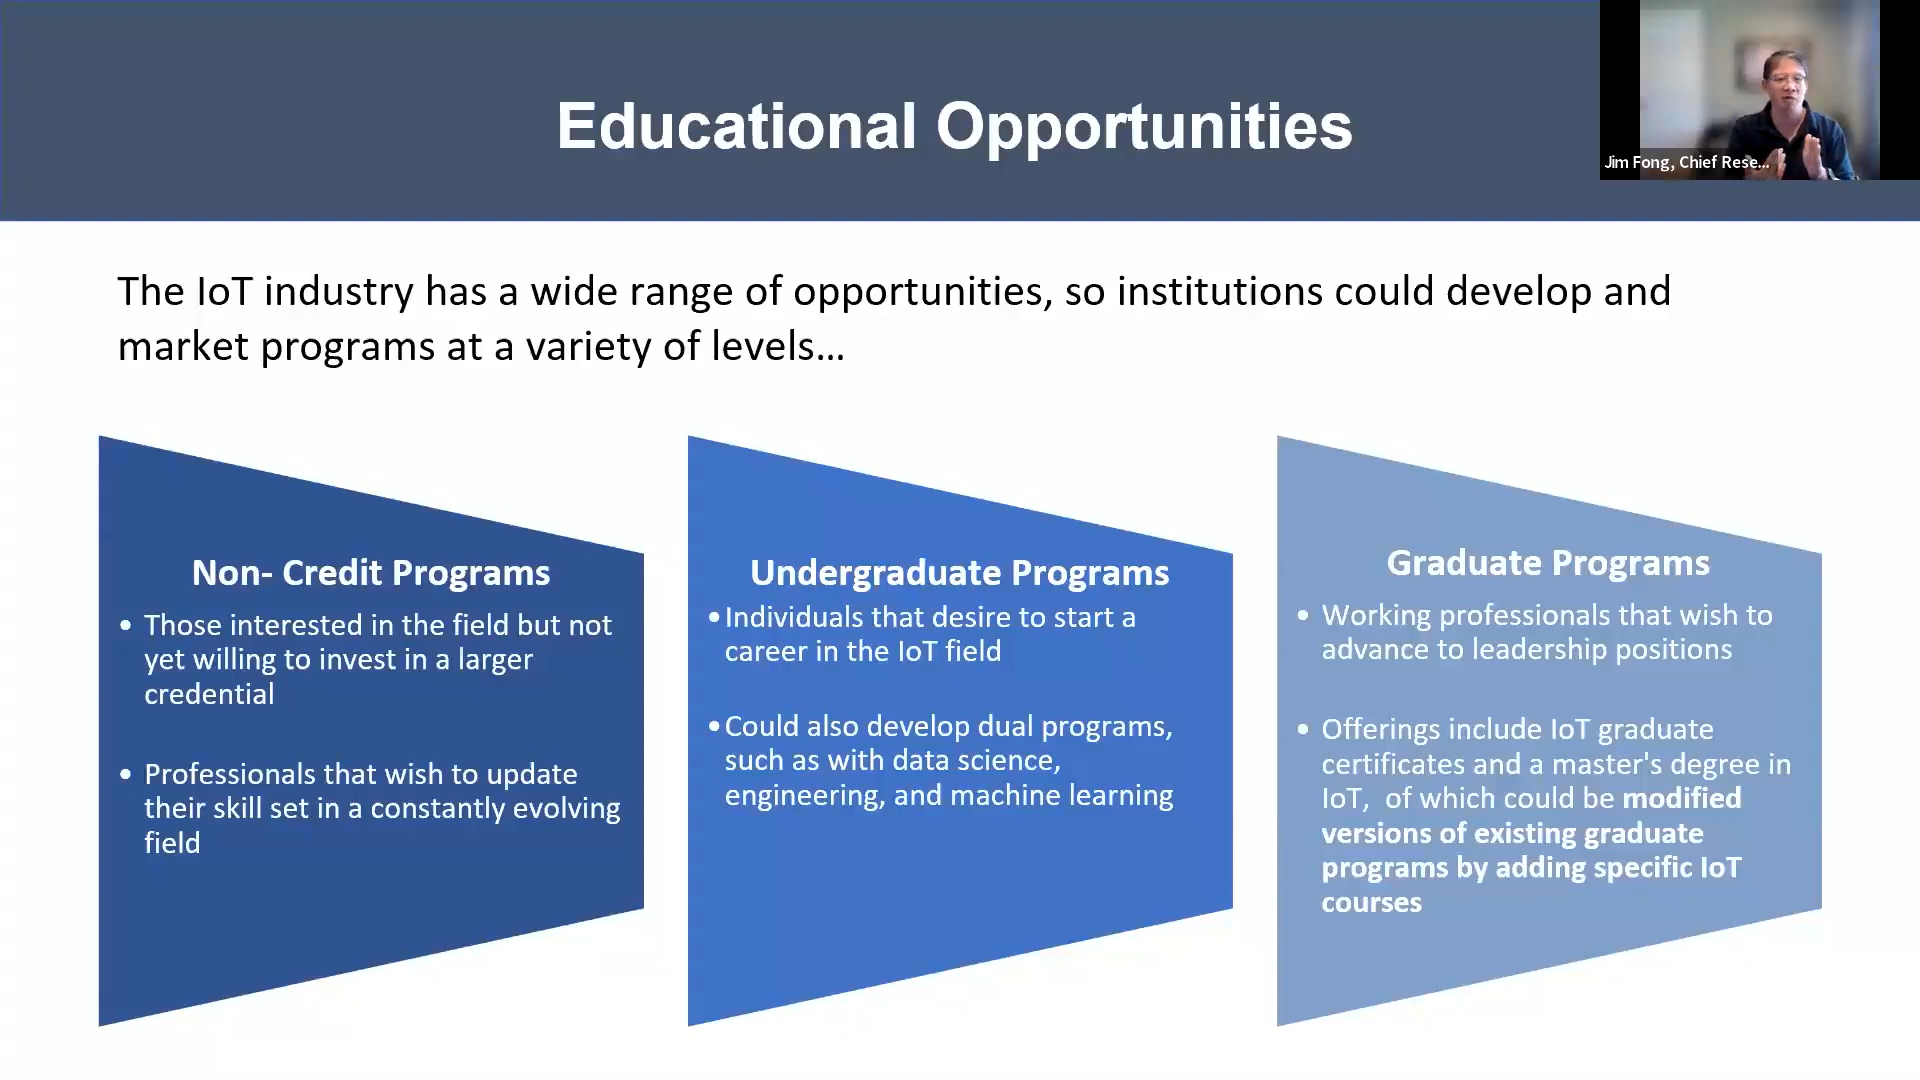 Educational Opportunities
Jim Fong, Chief Rese...
The IoT industry has a wide range of opportunities, so institutions could develop and
market programs at a variety of levels...
Non- Credit Programs
• Those interested in the field but not
yet willing to invest in a larger
credential
• Professionals that wish to update
their skill set in a constantly evolving
field
Undergraduate Programs
• Individuals that desire to start a
career in the IoT field
• Could also develop dual programs,
such as with data science,
engineering, and machine learning
Graduate Programs
• Working professionals that wish to
advance to leadership positions
• Offerings include IoT graduate
certificates and a master's degree in
IoT, of which could be modified
versions of existing graduate
programs by adding specific IoT
courses